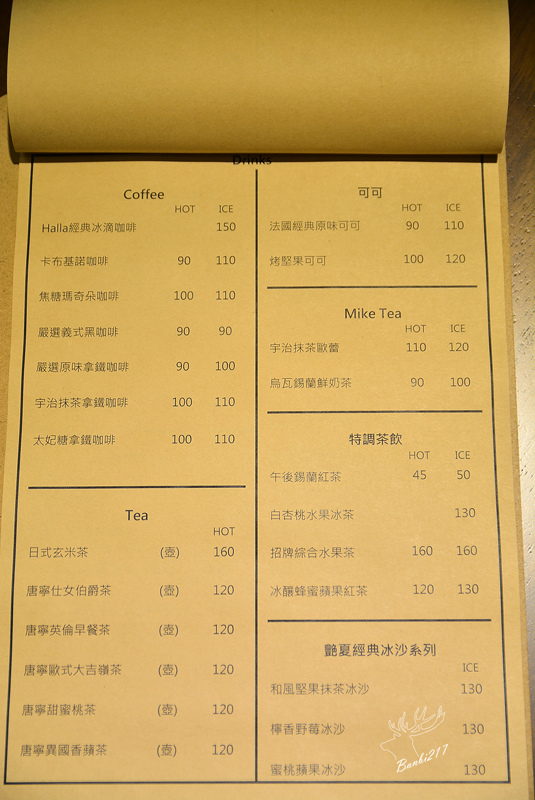 Drinks
Coffee
HOT ICE
Halla經典冰滴咖啡 150
卡布基諾咖啡 90 110
焦糖瑪奇朵咖啡 100 110
嚴選義式黑咖啡 90 90
嚴選原味拿鐵咖啡 90 100
宇治抹茶拿鐵咖啡 100 110
太妃糖拿鐵咖啡 100 110
Tea
HOT
日式玄米茶 (壺) 160
唐寧仕女伯爵茶 (壺) 120
唐寧英倫早餐茶 (壺) 120
唐寧歐式大吉嶺茶 (壺) 120
唐寧甜蜜桃茶 (壺) 120
唐寧異國香蘋茶 (壺) 120
可可
HOT ICE
法國經典原味可可 90 110
烤堅果可可 100 120
Mike Tea
HOT ICE
宇治抹茶歐蕾 110 120
烏瓦錫蘭鮮奶茶 90 100
特調茶飲
HOT ICE
午後錫蘭紅茶 45 50
白杏桃水果冰茶 130
招牌綜合水果茶 160 160
冰釀蜂蜜蘋果紅茶 120 130
艷夏經典冰沙系列
ICE
和風堅果抹茶冰沙 130
檸香野莓冰沙 130
蜜桃蘋果冰沙 130
Banbi217